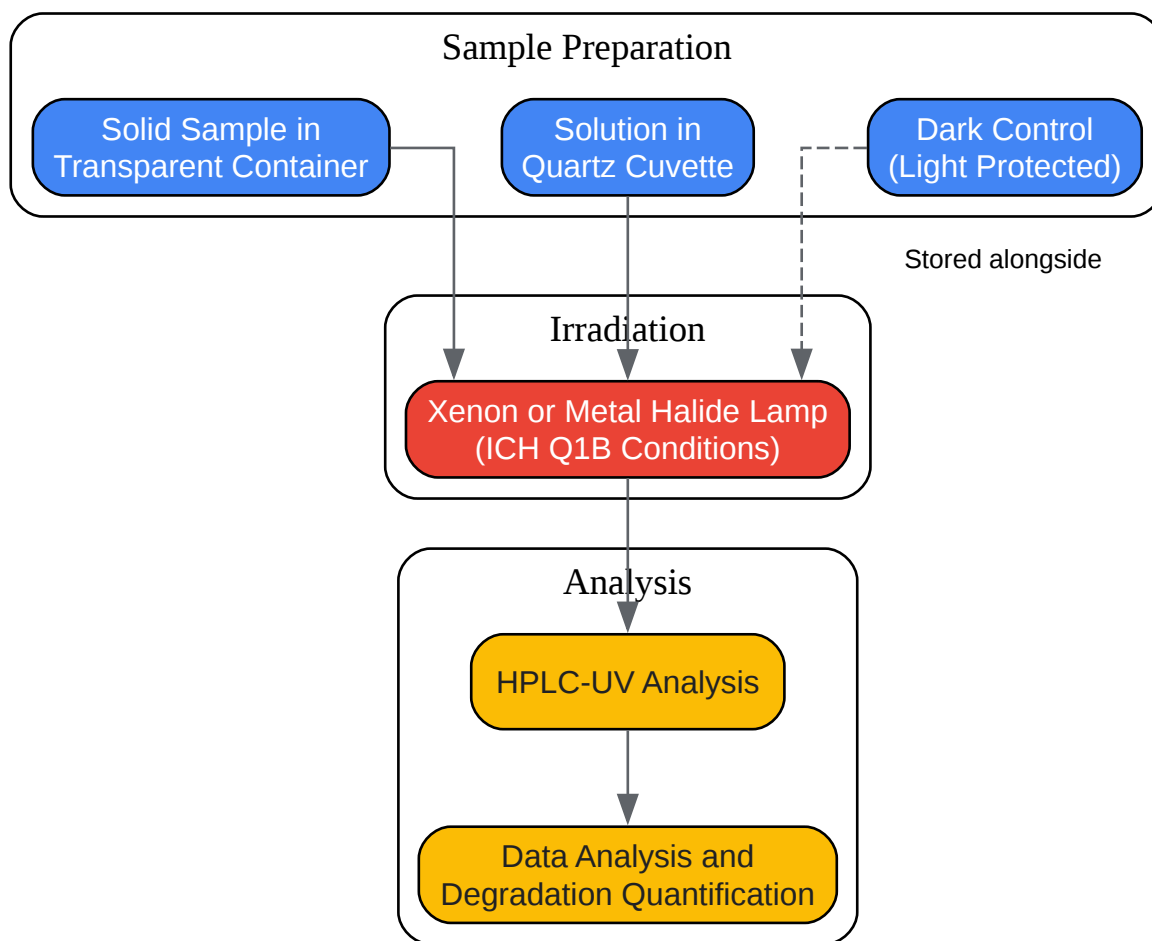 Sample Preparation
Solid Sample in
Transparent Container
Solution in
Quartz Cuvette
Dark Control
(Light Protected)
Stored alongside
Irradiation
Xenon or Metal Halide Lamp
(ICH Q1B Conditions)
Analysis
HPLC-UV Analysis
Data Analysis and
Degradation Quantification